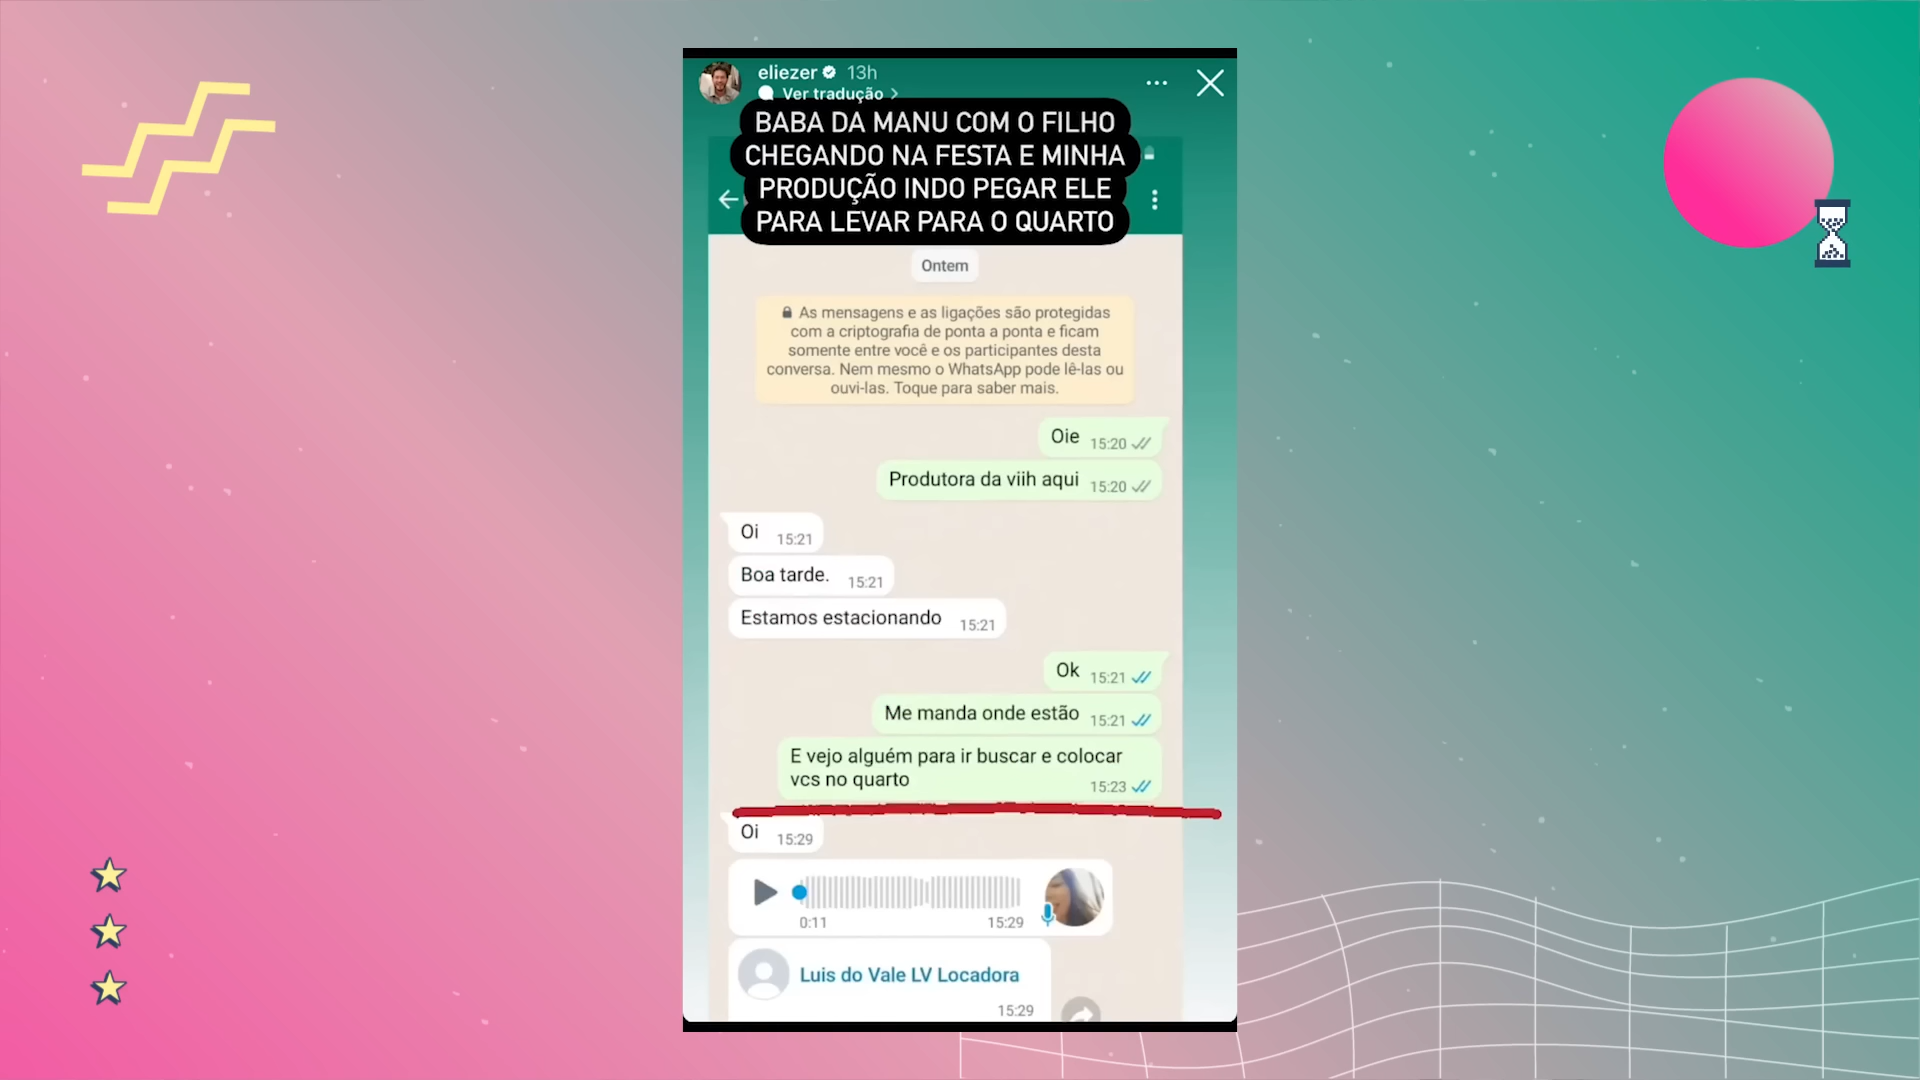 eliezer 13h
Ver tradução
BABA DA MANU COM O FILHO
CHEGANDO NA FESTA E MINHA
PRODUÇÃO INDO PEGAR ELE
PARA LEVAR PARA O QUARTO
Ontem
As mensagens e as ligações são protegidas
com a criptografia de ponta a ponta e ficam
somente entre você e os participantes desta
conversa. Nem mesmo o WhatsApp pode lê-las ou
ouvi-las. Toque para saber mais.
Oie 15:20
Produtora da viih aqui 15:20
Oi 15:21
Boa tarde. 15:21
Estamos estacionando 15:21
Ok 15:21
Me manda onde estão 15:21
E vejo alguém para ir buscar e colocar
vcs no quarto 15:23
Oi 15:29
0:11 15:29
Luis do Vale LV Locadora
15:29